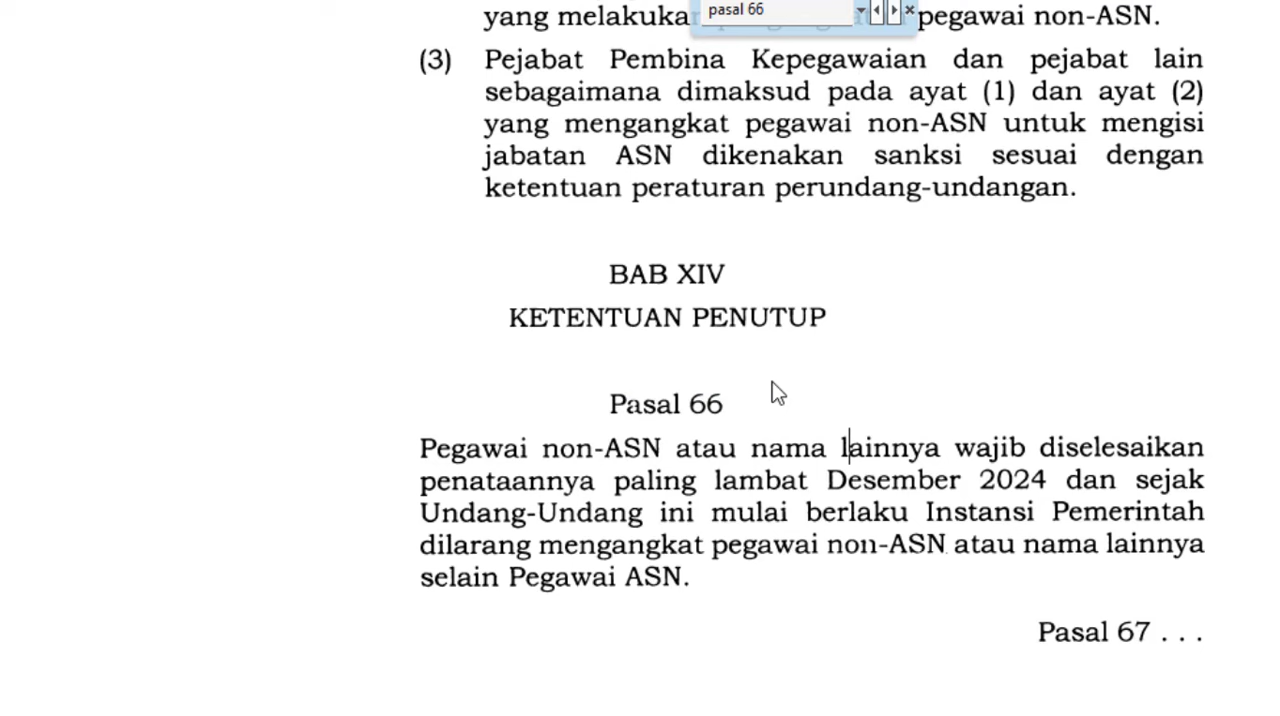 pasal 66
yang melakukan pegawai non-ASN.
(3) Pejabat Pembina Kepegawaian dan pejabat lain
sebagaimana dimaksud pada ayat (1) dan ayat (2)
yang mengangkat pegawai non-ASN untuk mengisi
jabatan ASN dikenakan sanksi sesuai dengan
ketentuan peraturan perundang-undangan.
BAB XIV
KETENTUAN PENUTUP
Pasal 66
Pegawai non-ASN atau nama lainnya wajib diselesaikan
penataannya paling lambat Desember 2024 dan sejak
Undang-Undang ini mulai berlaku Instansi Pemerintah
dilarang mengangkat pegawai non-ASN atau nama lainnya
selain Pegawai ASN.
Pasal 67 . . .